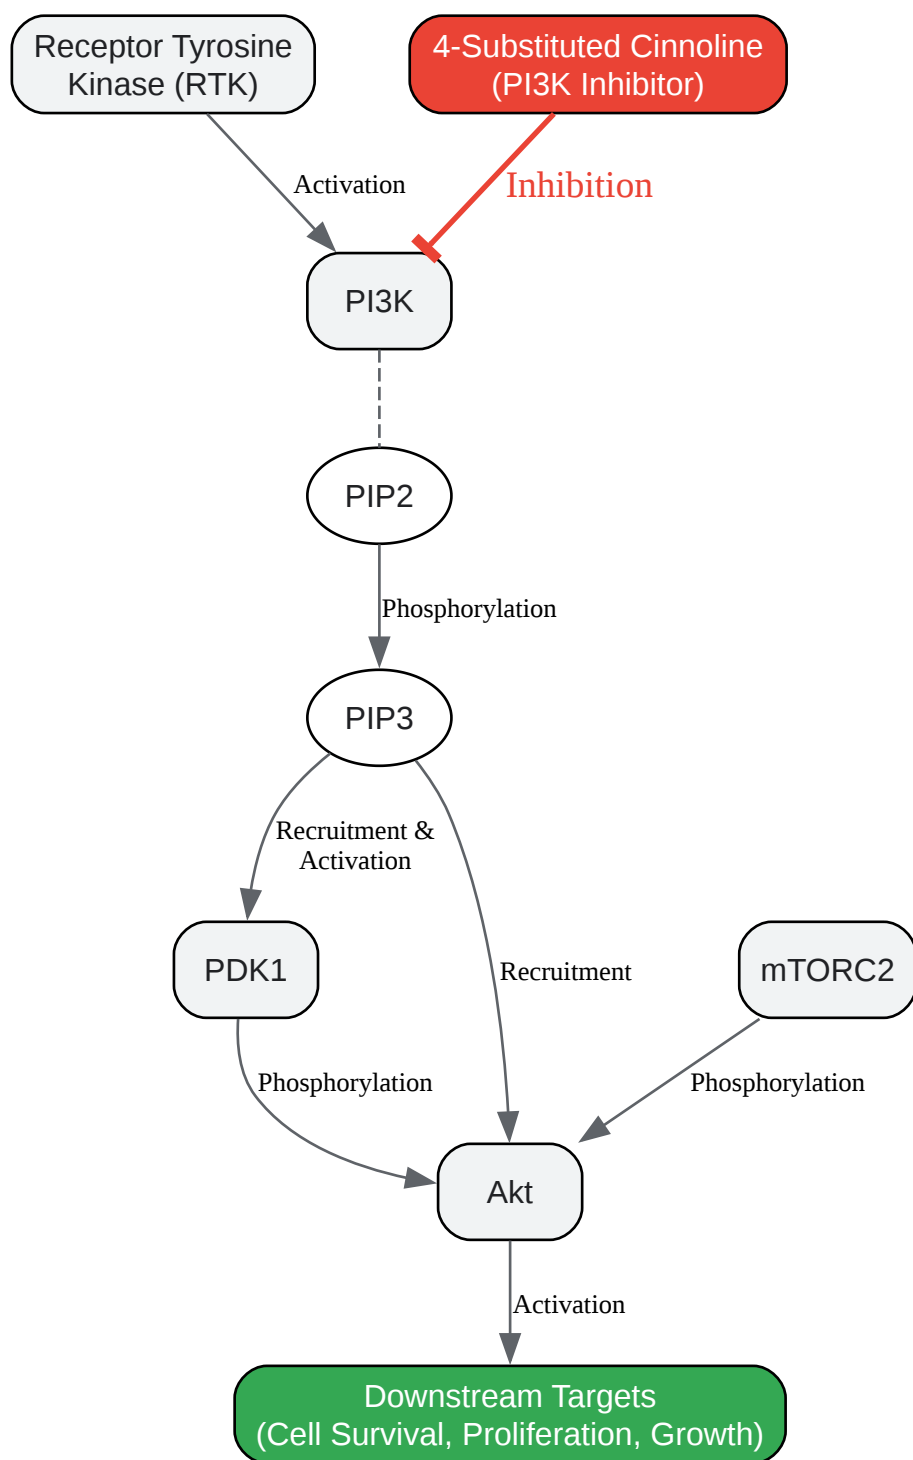 Receptor Tyrosine
Kinase (RTK)
4-Substituted Cinnoline
(PI3K Inhibitor)
Activation
Inhibition
PI3K
PIP2
Phosphorylation
PIP3
Recruitment &
Activation
PDK1
Recruitment
mTORC2
Phosphorylation
Phosphorylation
Akt
Activation
Downstream Targets
(Cell Survival, Proliferation, Growth)